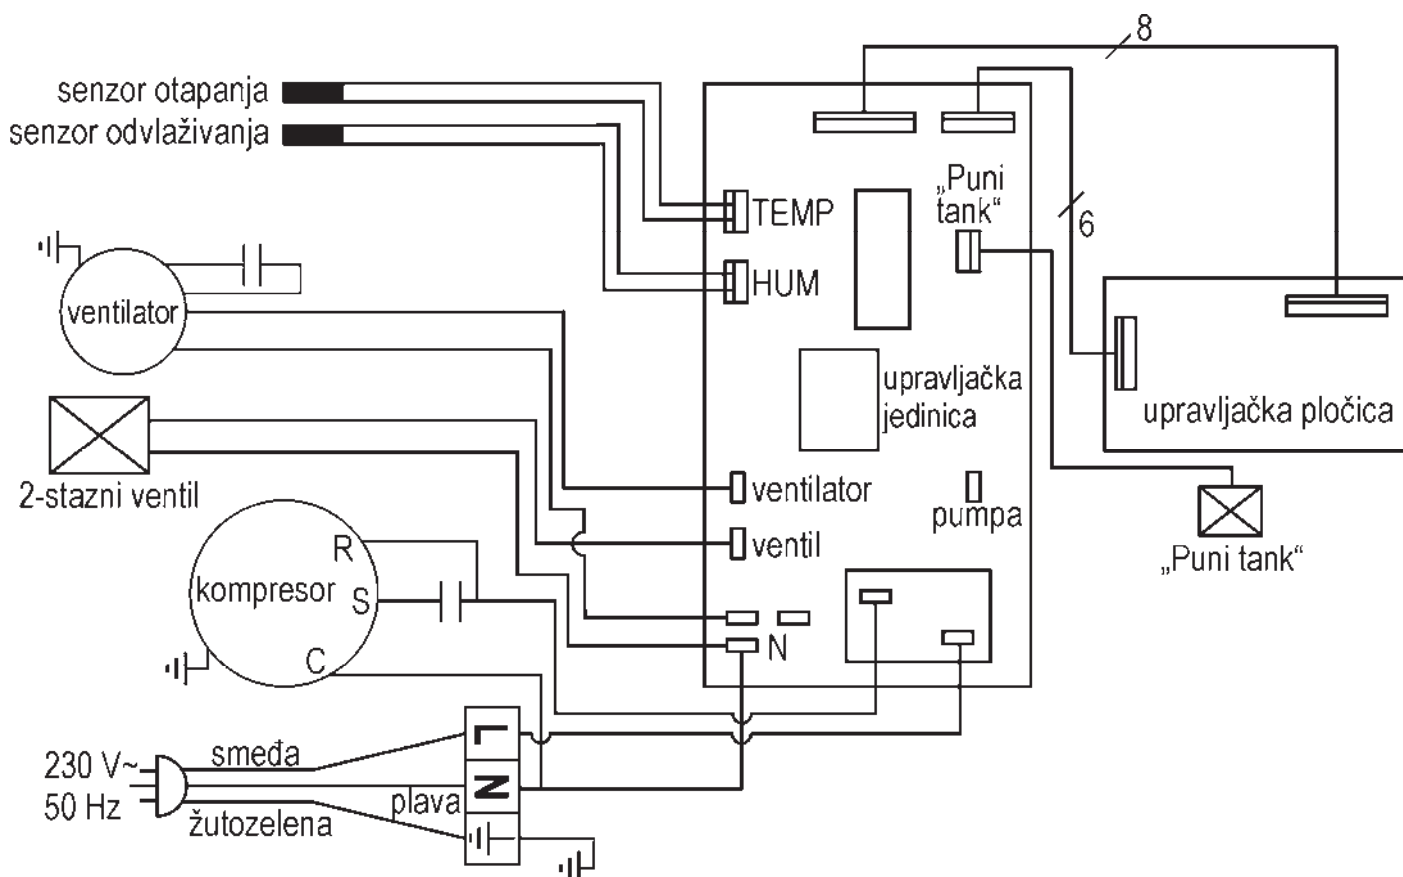 8
senzor otapanja
senzor odvlaživanja
„Puni
tank“
TEMP
6
HUM
ventilator
upravljačka
jedinica
upravljačka pločica
2-stazni ventil
ventilator
pumpa
ventil
„Puni tank“
R
kompresor
S
C
N
L
smeđa
230 V~
N
plava
50 Hz
žutozelena